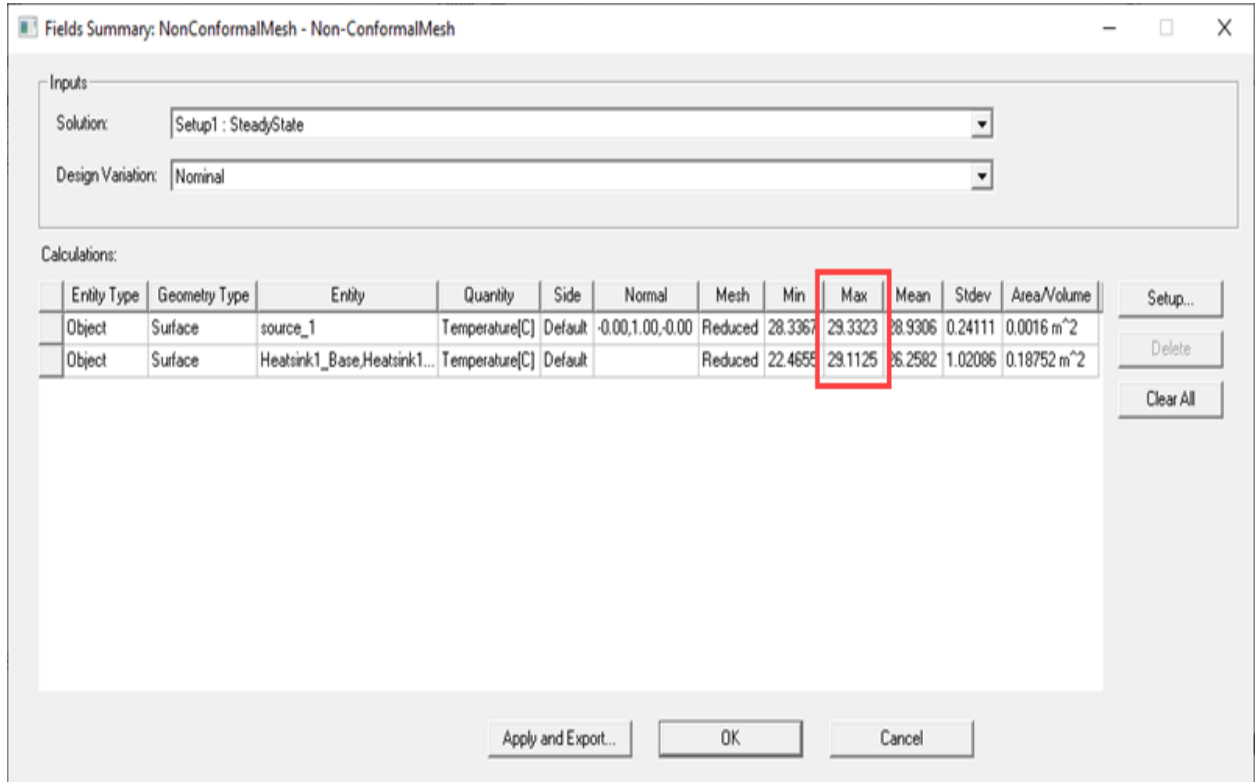 Fields Summary: NonConformalMesh - Non-ConformalMesh
Inputs
Solution: Setup1 : SteadyState
Design Variation: Nominal
Calculations:
Entity Type Geometry Type Entity Quantity Side Normal Mesh Min Max Mean Stdev Area/Volume
Object Surface source_1 Temperature[C] Default -0.00,1.00,-0.00 Reduced 28.3367 29.3323 28.9306 0.24111 0.0016 m^2
Object Surface Heatsink1_Base,Heatsink1... Temperature[C] Default Reduced 22.4655 29.1125 26.2582 1.02086 0.18752 m^2
Setup...
Delete
Clear All
Apply and Export... OK Cancel